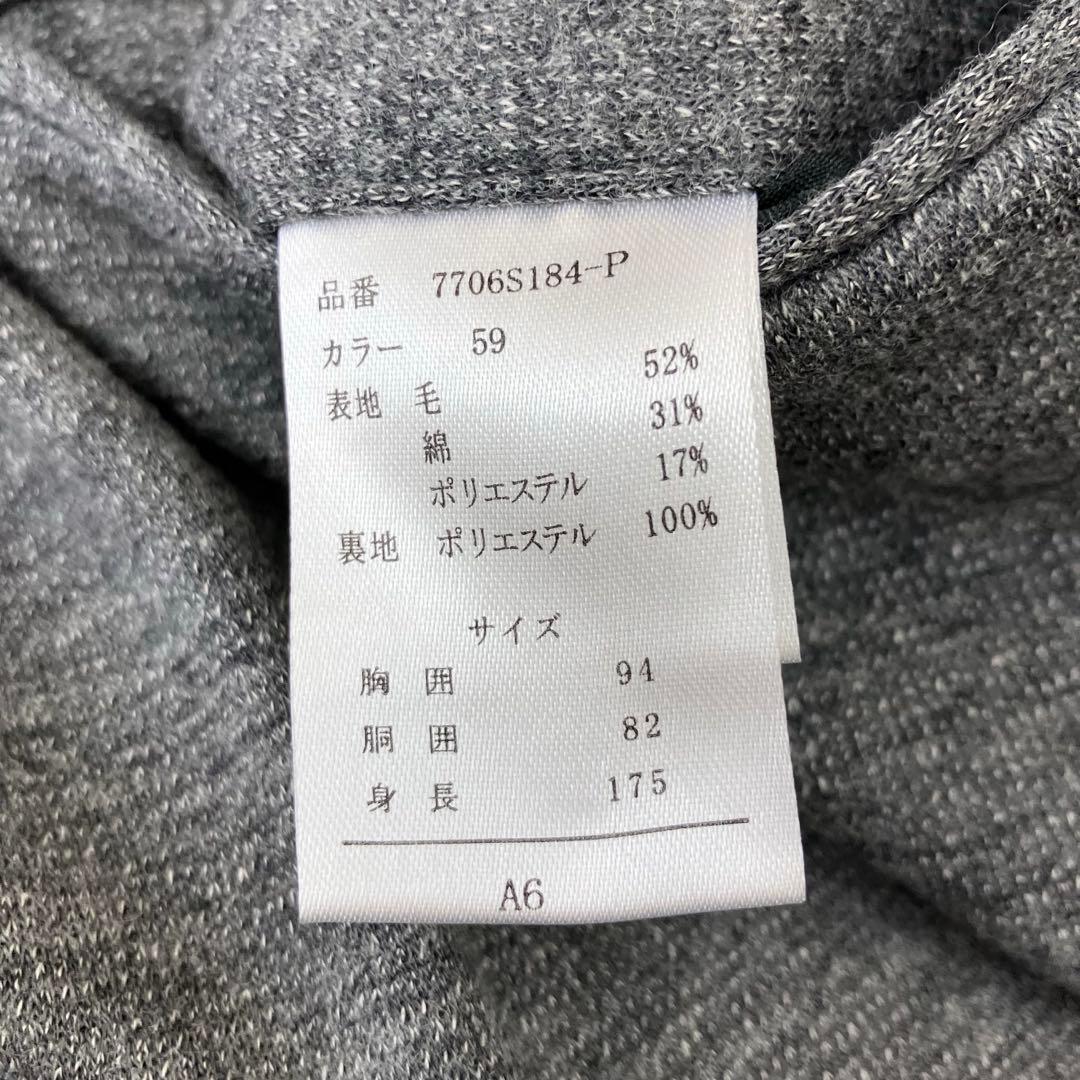 品番 7706S184-P
カラー 59
表地 毛 52%
綿 31%
ポリエステル 17%
裏地 ポリエステル 100%
サイズ
胸囲 94
胴囲 82
身長 175
A6